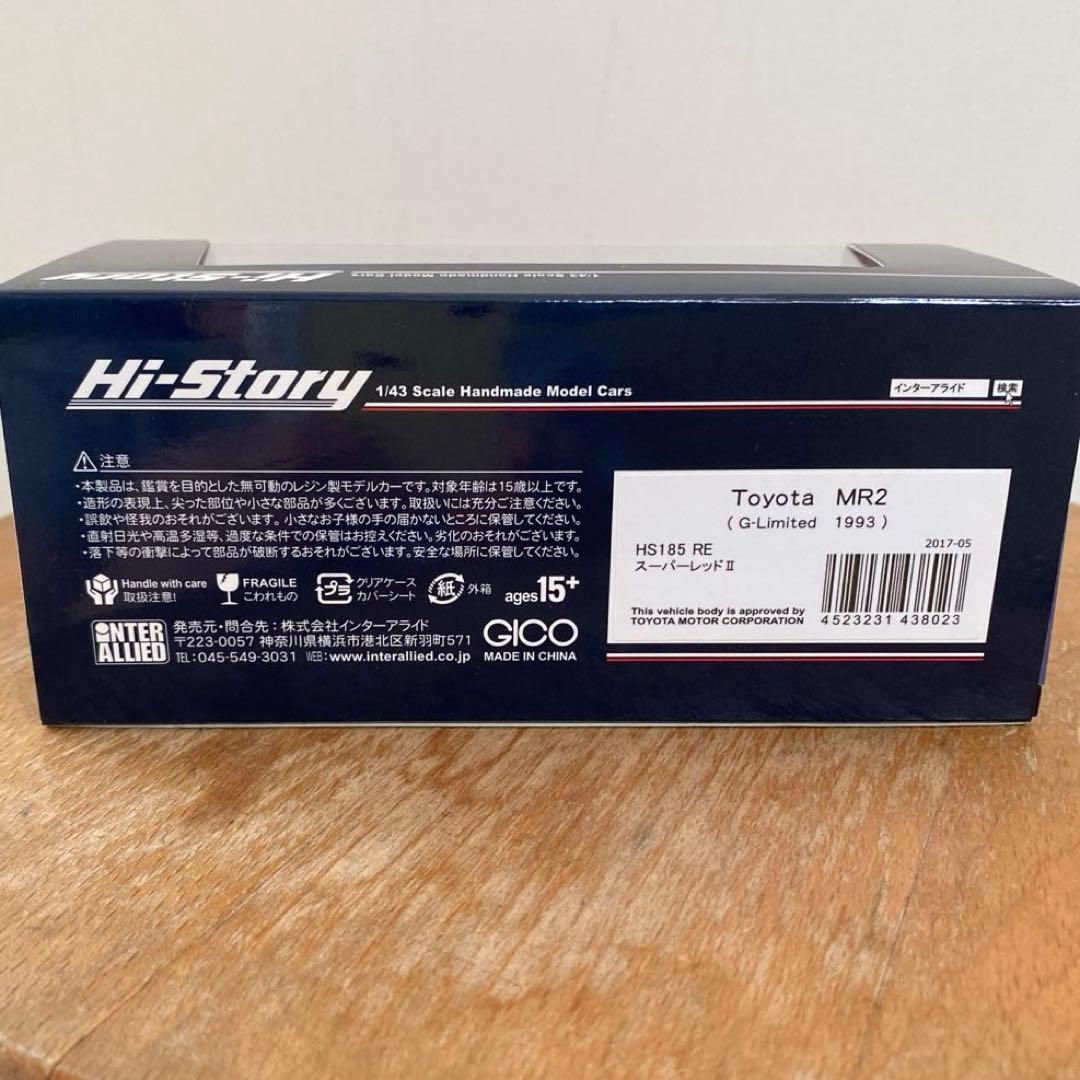 Hi-Story 1/43 Scale Handmade Model Cars
Hi-Story 1/43 Scale Handmade Model Cars
インターアライド 検索
注意
・本製品は、鑑賞を目的とした無可動のレジン製モデルカーです。対象年齢は15歳以上です。
・造形の表現上、尖った部位や小さな部品が多くございます。取扱いには充分ご注意ください。
・誤飲や怪我のおそれがございます。小さなお子様の手の届かないところに保管してください。
・直射日光や高温多湿等、過度な条件での保管はお控えください。劣化のおそれがございます。
・落下等の衝撃によって部品が破断するおそれがございます。安全な場所に保管してください。
Handle with care
取扱注意!
FRAGILE
こわれもの
プラ
クリアケース
カバーシート
紙 外箱
ages15+
INTER
ALLIED
発売元・問合先：株式会社インターアライド
〒223-0057 神奈川県横浜市港北区新羽町571
TEL:045-549-3031 WEB:www.interallied.co.jp
GICO
MADE IN CHINA
Toyota MR2
( G-Limited 1993 )
HS185 RE
スーパーレッドⅡ
2017-05
This vehicle body is approved by
TOYOTA MOTOR CORPORATION
4523231 438023